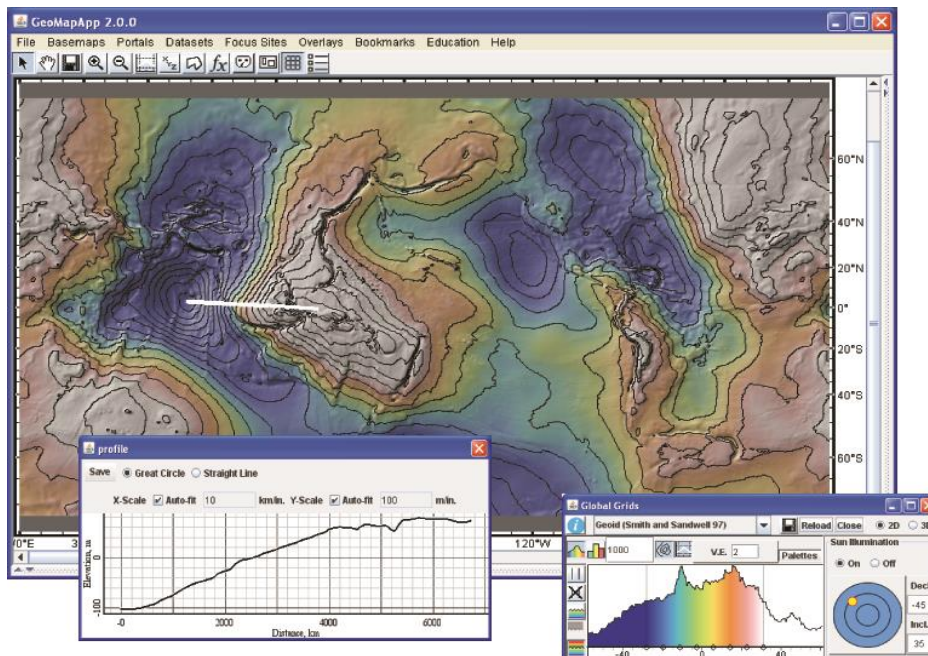 GeoMapApp 2.0.0
File Basemaps Portals Datasets Focus Sites Overlays Bookmarks Education Help
60°N
40°N
20°N
0°
20°S
40°S
60°S
120°W
profile
Save Great Circle Straight Line
X-Scale Auto-fit 10 km/in. Y-Scale Auto-fit 100 m/in.
Elevation, m
-100
-0 2000 4000 6000
Distance, km
Global Grids
Geoid (Smith and Sandwell 97) Reload Close 2D
1000 V.E. 2 Palettes
Sun Illumination
On Off
Decl
-45
Incl.
35
-40 0 40